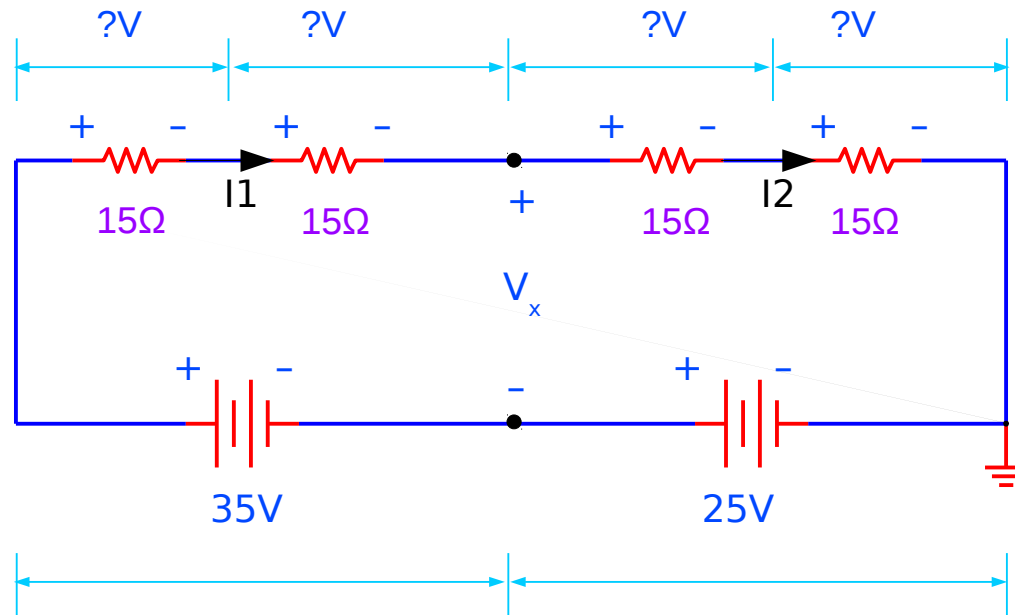 ?V ?V ?V ?V
+ – + – + – + –
I1 I2
15Ω 15Ω + 15Ω 15Ω
Vx
+ – – + –
35V 25V